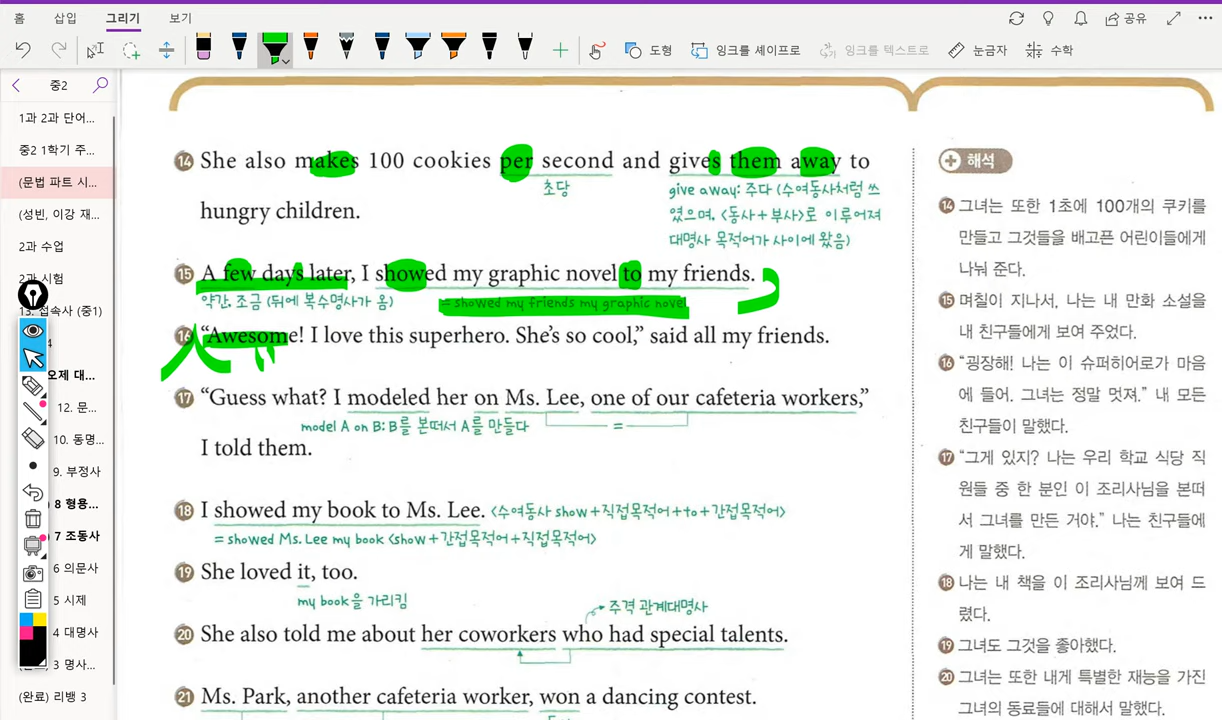 홈 삽입 그리기 보기
공유
도형 잉크를 셰이프로 잉크를 텍스트로 눈금자 수학
중2
1과 2과 단어...
중2 1학기 주...
(문법 파트 시...
(성빈, 이강 재...
2과 수업
2과 시험
13. 접속사 (중1)
4
오제 대...
12. 문...
10. 동명...
9. 부정사
8 형용...
7 조동사
6 의문사
5 시제
4 대명사
3 명사...
(완료) 리뱅 3
14 She also makes 100 cookies per second and gives them away to
초당
give away: 주다 (수여동사처럼 쓰
였으며, <동사+부사>로 이루어져
대명사 목적어가 사이에 왔음)
hungry children.
15 A few days later, I showed my graphic novel to my friends.
약간, 조금 (뒤에 복수명사가 옴)
= showed my friends my graphic novel
16 “Awesome! I love this superhero. She’s so cool,” said all my friends.
17 “Guess what? I modeled her on Ms. Lee, one of our cafeteria workers,”
model A on B: B를 본떠서 A를 만들다
=
I told them.
18 I showed my book to Ms. Lee. <수여동사 show+직접목적어+to+간접목적어>
= showed Ms. Lee my book <show+간접목적어+직접목적어>
19 She loved it, too.
my book을 가리킴
주격 관계대명사
20 She also told me about her coworkers who had special talents.
21 Ms. Park, another cafeteria worker, won a dancing contest.
해석
14 그녀는 또한 1초에 100개의 쿠키를
만들고 그것들을 배고픈 어린이들에게
나눠 준다.
15 며칠이 지나서, 나는 내 만화 소설을
내 친구들에게 보여 주었다.
16 “굉장해! 나는 이 슈퍼히어로가 마음
에 들어. 그녀는 정말 멋져.” 내 모든
친구들이 말했다.
17 “그게 있지? 나는 우리 학교 식당 직
원들 중 한 분인 이 조리사님을 본떠
서 그녀를 만든 거야.” 나는 친구들에
게 말했다.
18 나는 내 책을 이 조리사님께 보여 드
렸다.
19 그녀도 그것을 좋아했다.
20 그녀는 또한 내게 특별한 재능을 가진
그녀의 동료들에 대해서 말했다.